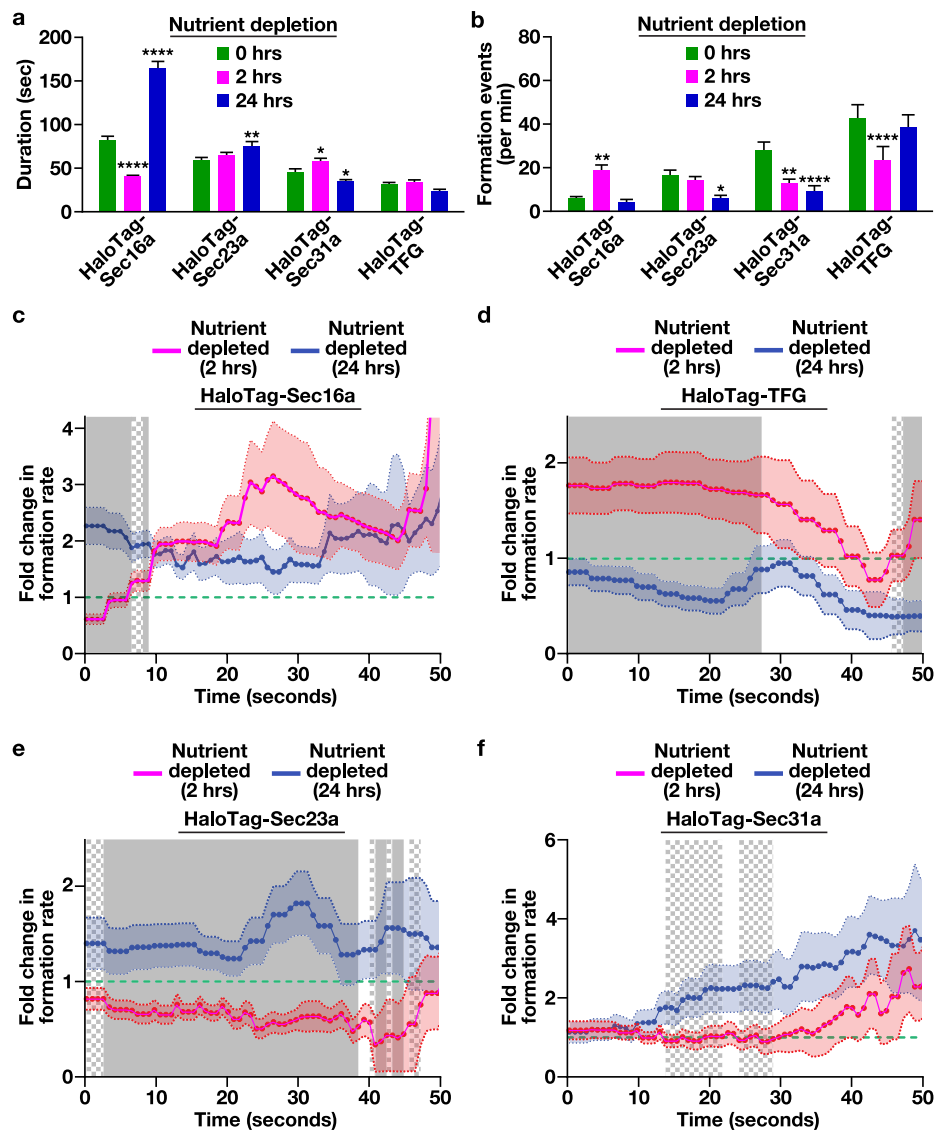 a
Nutrient depletion
0 hrs
2 hrs
24 hrs
Duration (sec)
200
150
100
50
0
****
****
**
*
*
HaloTag-
Sec16a
HaloTag-
Sec23a
HaloTag-
Sec31a
HaloTag-
TFG
b
Nutrient depletion
0 hrs
2 hrs
24 hrs
Formation events
(per min)
80
60
40
20
0
**
*
**
****
****
HaloTag-
Sec16a
HaloTag-
Sec23a
HaloTag-
Sec31a
HaloTag-
TFG
c
Nutrient
depleted
(2 hrs)
Nutrient
depleted
(24 hrs)
HaloTag-Sec16a
Fold change in
formation rate
4
3
2
1
0
0 10 20 30 40 50
Time (seconds)
d
Nutrient
depleted
(2 hrs)
Nutrient
depleted
(24 hrs)
HaloTag-TFG
Fold change in
formation rate
2
1
0
0 10 20 30 40 50
Time (seconds)
e
Nutrient
depleted
(2 hrs)
Nutrient
depleted
(24 hrs)
HaloTag-Sec23a
Fold change in
formation rate
2
1
0
0 10 20 30 40 50
Time (seconds)
f
Nutrient
depleted
(2 hrs)
Nutrient
depleted
(24 hrs)
HaloTag-Sec31a
Fold change in
formation rate
6
4
2
0
0 10 20 30 40 50
Time (seconds)